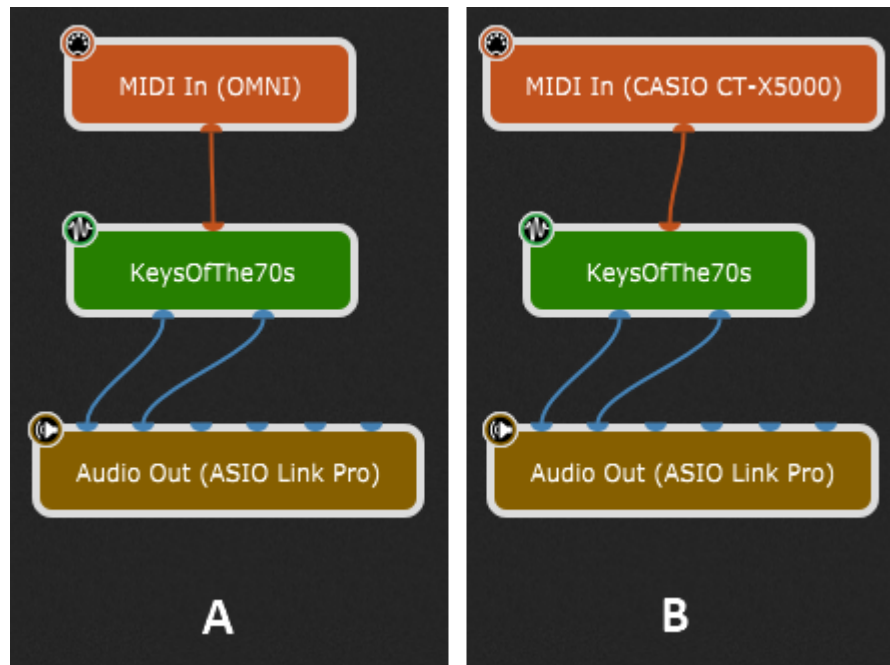 MIDI In (OMNI)
KeysOfThe70s
Audio Out (ASIO Link Pro)
A
MIDI In (CASIO CT-X5000)
KeysOfThe70s
Audio Out (ASIO Link Pro)
B